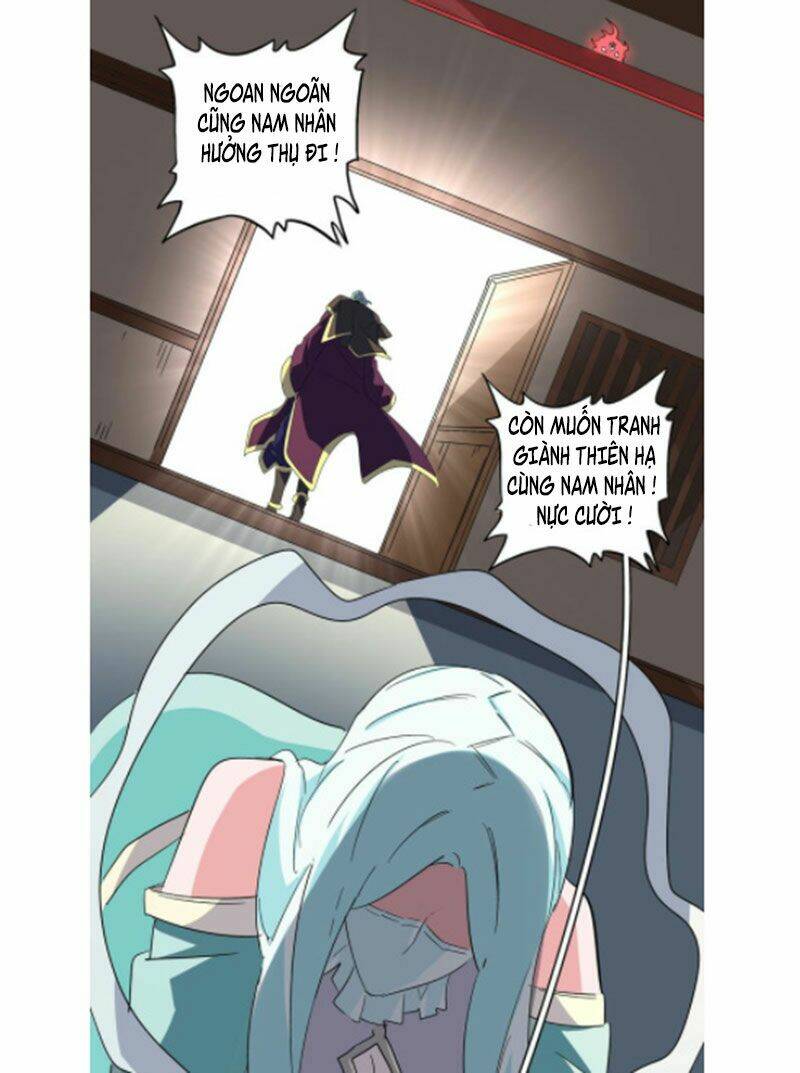 NGOAN NGOÃN
CŨNG NAM NHÂN
HƯỞNG THỤ ĐI !
CÒN MUỐN TRANH
GIÀNH THIÊN HẠ
CÙNG NAM NHÂN !
NỰC CƯỜI !